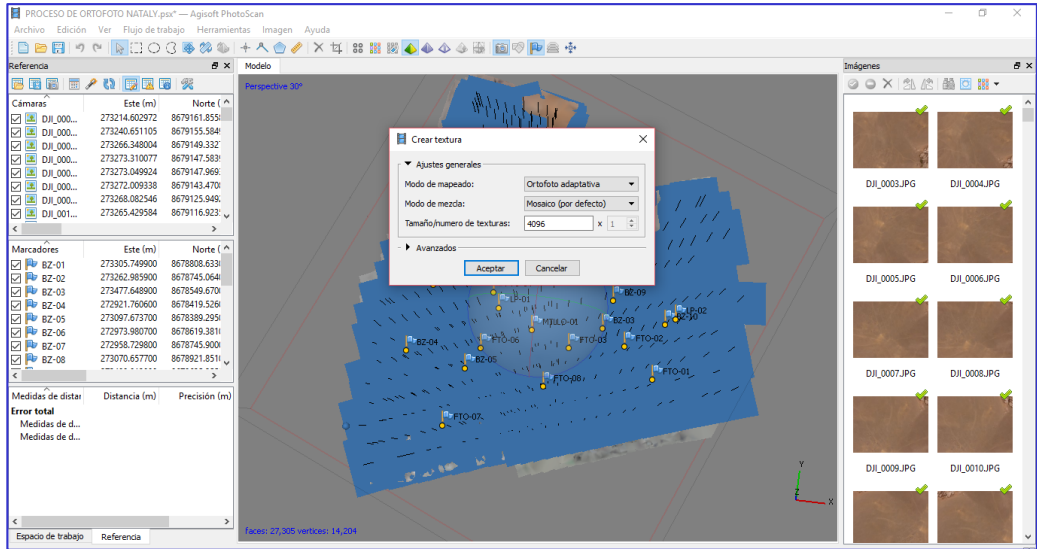 PROCESO DE ORTOFOTO NATALY.psx* — Agisoft PhotoScan
Archivo Edición Ver Flujo de trabajo Herramientas Imagen Ayuda
Referencia
Modelo
Imágenes
Cámaras Este (m) Norte (
DJI_000... 273214.602972 8679161.855
DJI_000... 273240.651105 8679155.584
DJI_000... 273266.348004 8679149.332
DJI_000... 273273.310077 8679147.583
DJI_000... 273273.049924 8679147.969
DJI_000... 273272.009338 8679143.470
DJI_000... 273268.082546 8679125.949
DJI_001... 273265.429584 8679116.923
Marcadores Este (m) Norte (
BZ-01 273305.749900 8678808.633
BZ-02 273262.985900 8678745.064
BZ-03 273477.648900 8678549.670
BZ-04 272921.760600 8678419.526
BZ-05 273097.673700 8678389.295
BZ-06 272973.980700 8678619.381
BZ-07 272958.729800 8678745.900
BZ-08 273070.657700 8678921.851
Medidas de distar Distancia (m) Precisión (m)
Error total
Medidas de d...
Medidas de d...
Espacio de trabajo Referencia
Perspective 30°
Crear textura
Ajustes generales
Modo de mapeado: Ortofoto adaptativa
Modo de mezcla: Mosaico (por defecto)
Tamaño/numero de texturas: 4096 x 1
Avanzados
Aceptar Cancelar
BZ-09
LP-01
LP-02
BZ-10
MTULD-01
BZ-03
BZ-04
FTO-06
FTO-03
FTO-02
BZ-05
FTO-08
FTO-01
FTO-07
Y
Z
X
faces: 27,305 vertices: 14,204
DJI_0003.JPG DJI_0004.JPG
DJI_0005.JPG DJI_0006.JPG
DJI_0007.JPG DJI_0008.JPG
DJI_0009.JPG DJI_0010.JPG